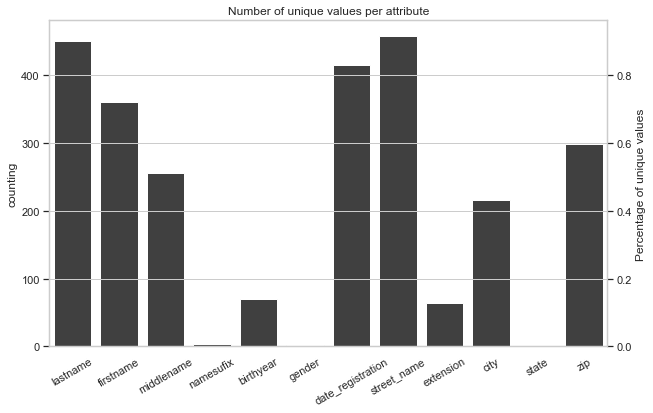 Number of unique values per attribute
counting
400
300
200
100
0
0.8
0.6
0.4
0.2
0.0
Percentage of unique values
lastname
firstname
middlename
namesufix
birthyear
gender
date_registration
street_name
extension
city
state
zip